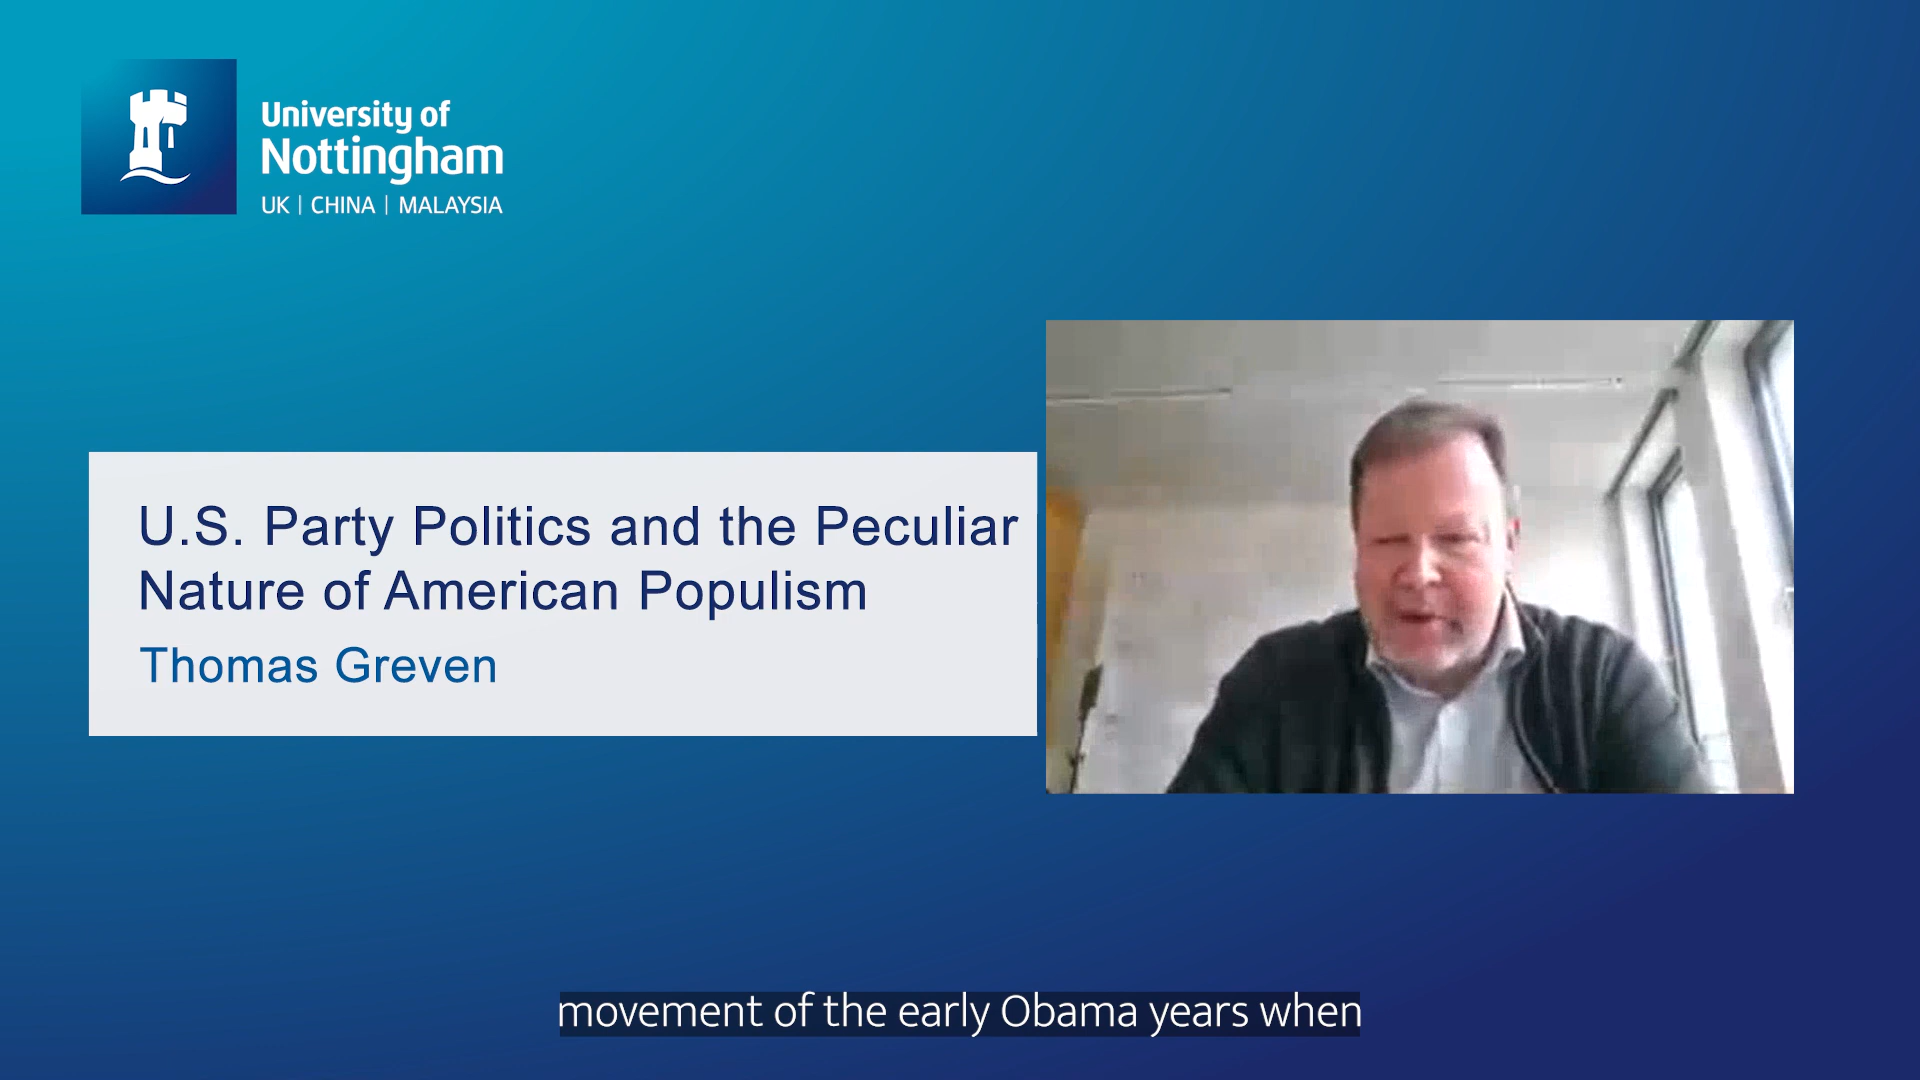 University of
Nottingham
UK | CHINA | MALAYSIA
U.S. Party Politics and the Peculiar
Nature of American Populism
Thomas Greven
movement of the early Obama years when